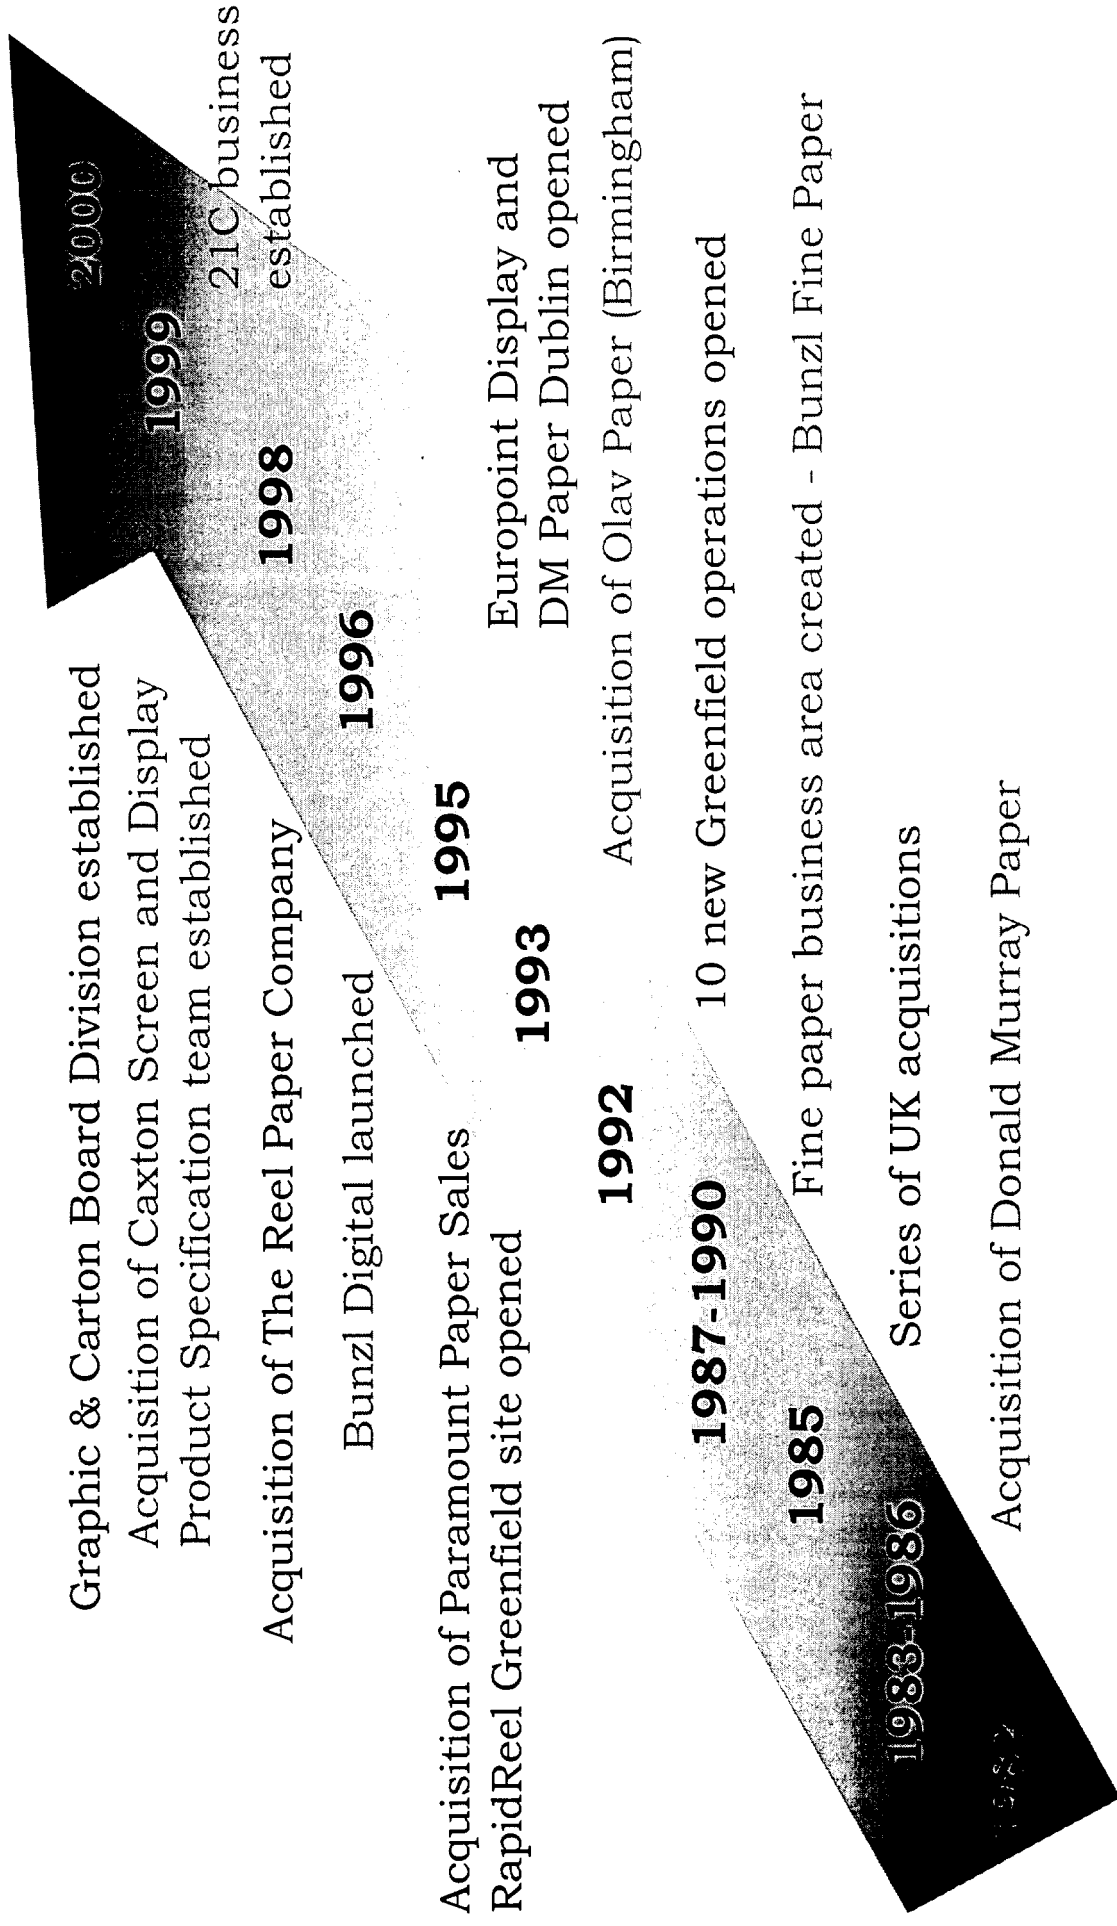 2000
Graphic & Carton Board Division established
1999
Acquisition of Caxton Screen and Display
Product Specification team established
21C business
established
1998
Acquisition of The Reel Paper Company
1996
Bunzl Digital launched
1995
Acquisition of Paramount Paper Sales
RapidReel Greenfield site opened
1993
Europoint Display and
DM Paper Dublin opened
1992
Acquisition of Olav Paper (Birmingham)
1987-1990
10 new Greenfield operations opened
1985
Fine paper business area created - Bunzl Fine Paper
1983-1986
Series of UK acquisitions
1982
Acquisition of Donald Murray Paper